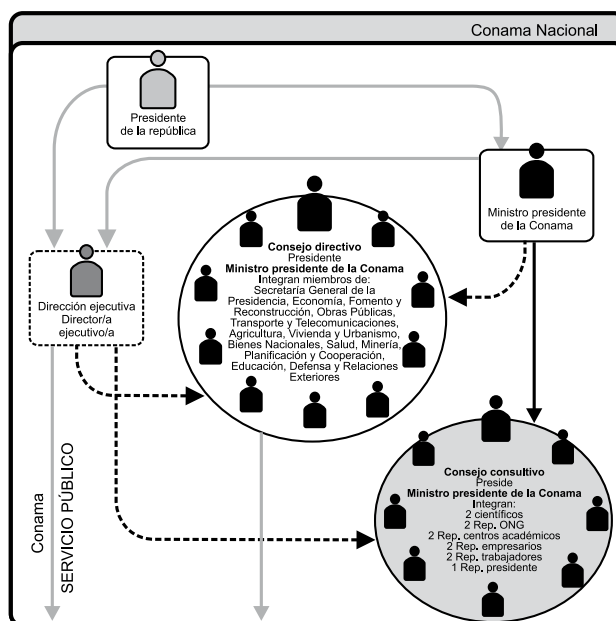 Conama Nacional
Presidente
de la república
Ministro presidente
de la Conama
Dirección ejecutiva
Director/a
ejecutivo/a
Consejo directivo
Presidente
Ministro presidente de la Conama
Integran miembros de:
Secretaría General de la
Presidencia, Economía, Fomento y
Reconstrucción, Obras Públicas,
Transporte y Telecomunicaciones,
Agricultura, Vivienda y Urbanismo,
Bienes Nacionales, Salud, Minería,
Planificación y Cooperación,
Educación, Defensa y Relaciones
Exteriores
Consejo consultivo
Preside
Ministro presidente de la Conama
Integran:
2 científicos
2 Rep. ONG
2 Rep. centros académicos
2 Rep. empresarios
2 Rep. trabajadores
1 Rep. presidente
Conama
SERVICIO PÚBLICO